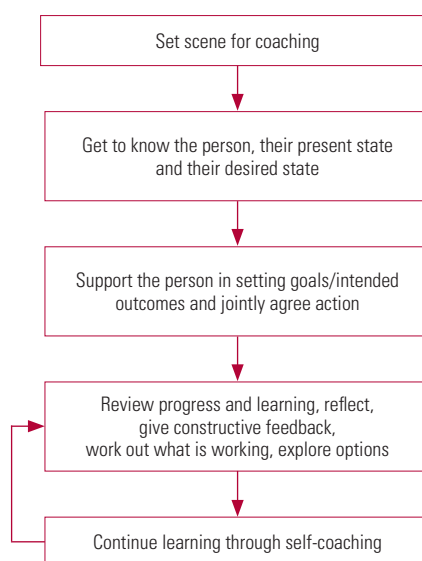 Set scene for coaching
Get to know the person, their present state
and their desired state
Support the person in setting goals/intended
outcomes and jointly agree action
Review progress and learning, reflect,
give constructive feedback,
work out what is working, explore options
Continue learning through self-coaching